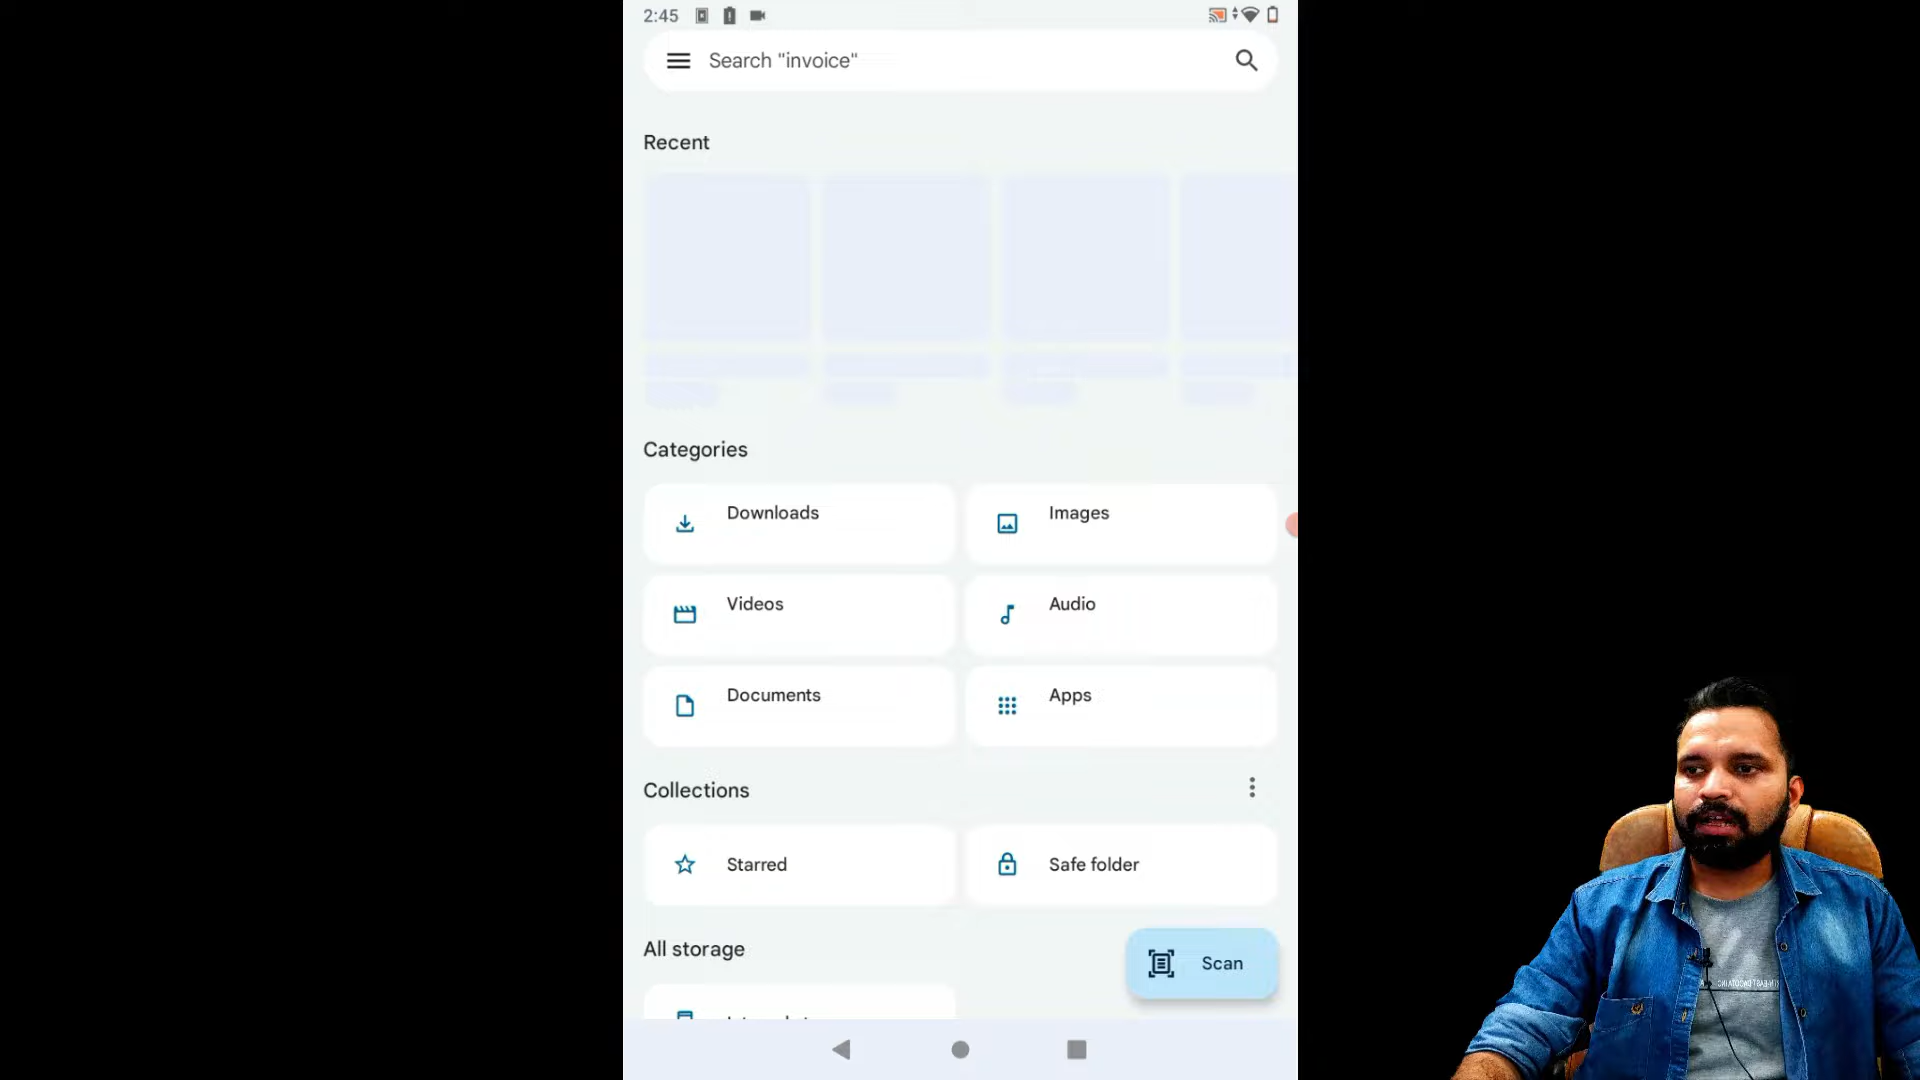 2:45
Search "invoice"
Recent
Categories
Downloads
Images
Videos
Audio
Documents
Apps
Collections
Starred
Safe folder
All storage
Scan